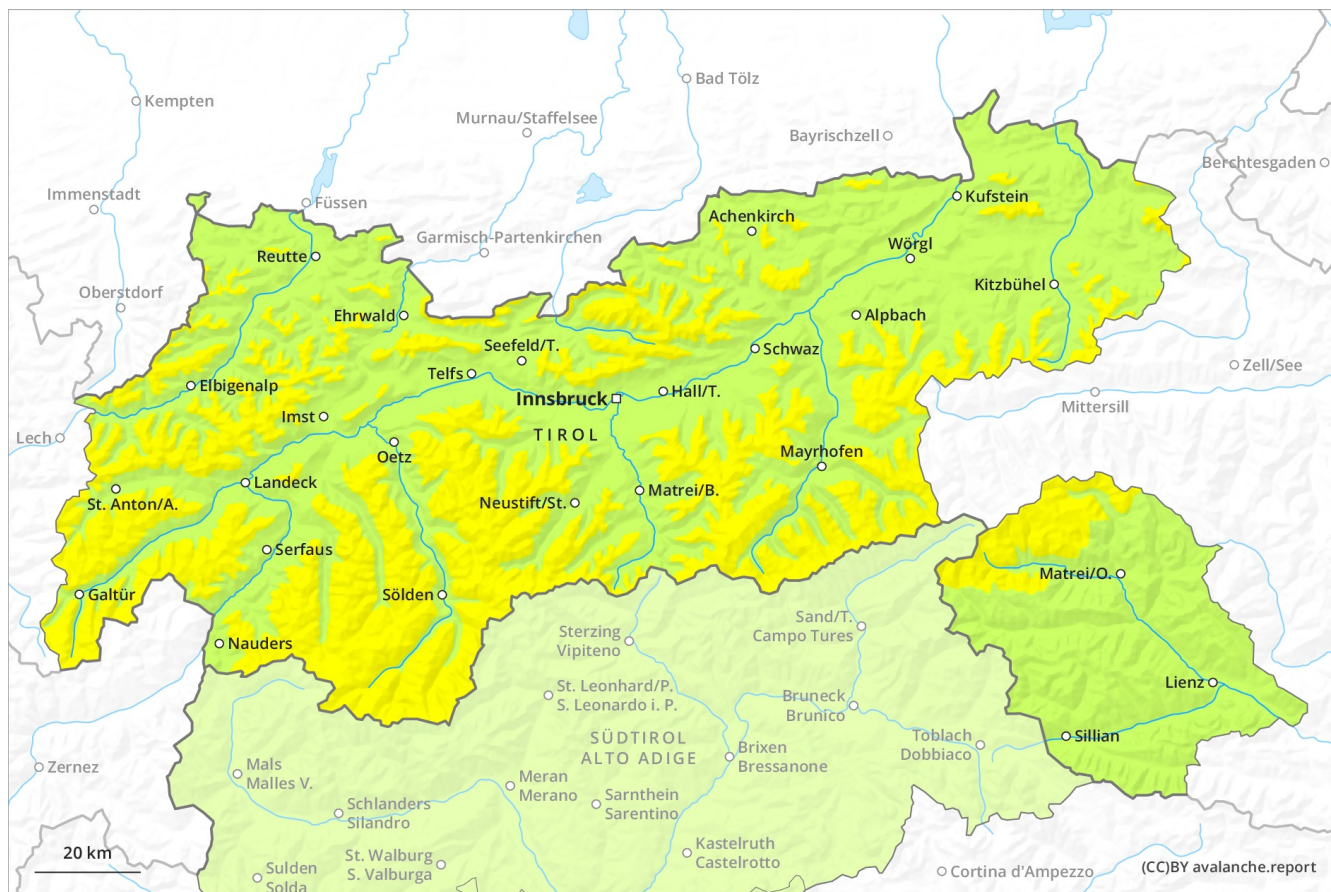 Bad Tölz
Kempten
Murnau/Staffelsee
Bayrischzell
Berchtesgaden
Immenstadt
Füssen
Kufstein
Achenkirch
Garmisch-Partenkirchen
Wörgl
Reutte
Oberstdorf
Kitzbühel
Ehrwald
Alpbach
Seefeld/T.
Schwaz
Zell/See
Telfs
Elbigenalp
Hall/T.
Innsbruck
Mittersill
Imst
TIROL
Lech
Oetz
Mayrhofen
Landeck
Matrei/B.
St. Anton/A.
Neustift/St.
Serfaus
Matrei/O.
Galtür
Sölden
Sand/T.
Campo Tures
Sterzing
Vipiteno
Nauders
Lienz
St. Leonhard/P.
S. Leonardo i. P.
Bruneck
Brunico
SÜDTIROL
ALTO ADIGE
Toblach
Dobbiaco
Sillian
Brixen
Bressanone
Zernez
Mals
Malles V.
Meran
Merano
Sarnthein
Sarentino
Schlanders
Silandro
Kastelruth
Castelrotto
20 km
St. Walburg
S. Valburga
Sulden
Solda
Cortina d'Ampezzo
(CC)BY avalanche.report